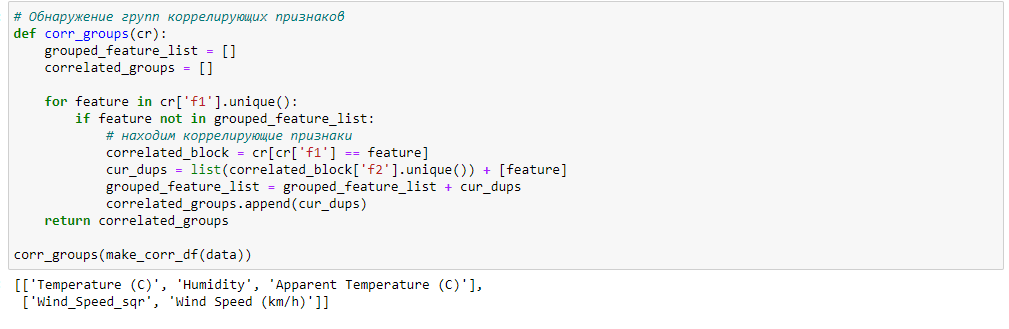 # Обнаружение групп коррелирующих признаков
def corr_groups(cr):
    grouped_feature_list = []
    correlated_groups = []

    for feature in cr['f1'].unique():
        if feature not in grouped_feature_list:
            # находим коррелирующие признаки
            correlated_block = cr[cr['f1'] == feature]
            cur_dups = list(correlated_block['f2'].unique()) + [feature]
            grouped_feature_list = grouped_feature_list + cur_dups
            correlated_groups.append(cur_dups)
    return correlated_groups

corr_groups(make_corr_df(data))
[['Temperature (C)', 'Humidity', 'Apparent Temperature (C)'],
 ['Wind_Speed_sqr', 'Wind Speed (km/h)']]